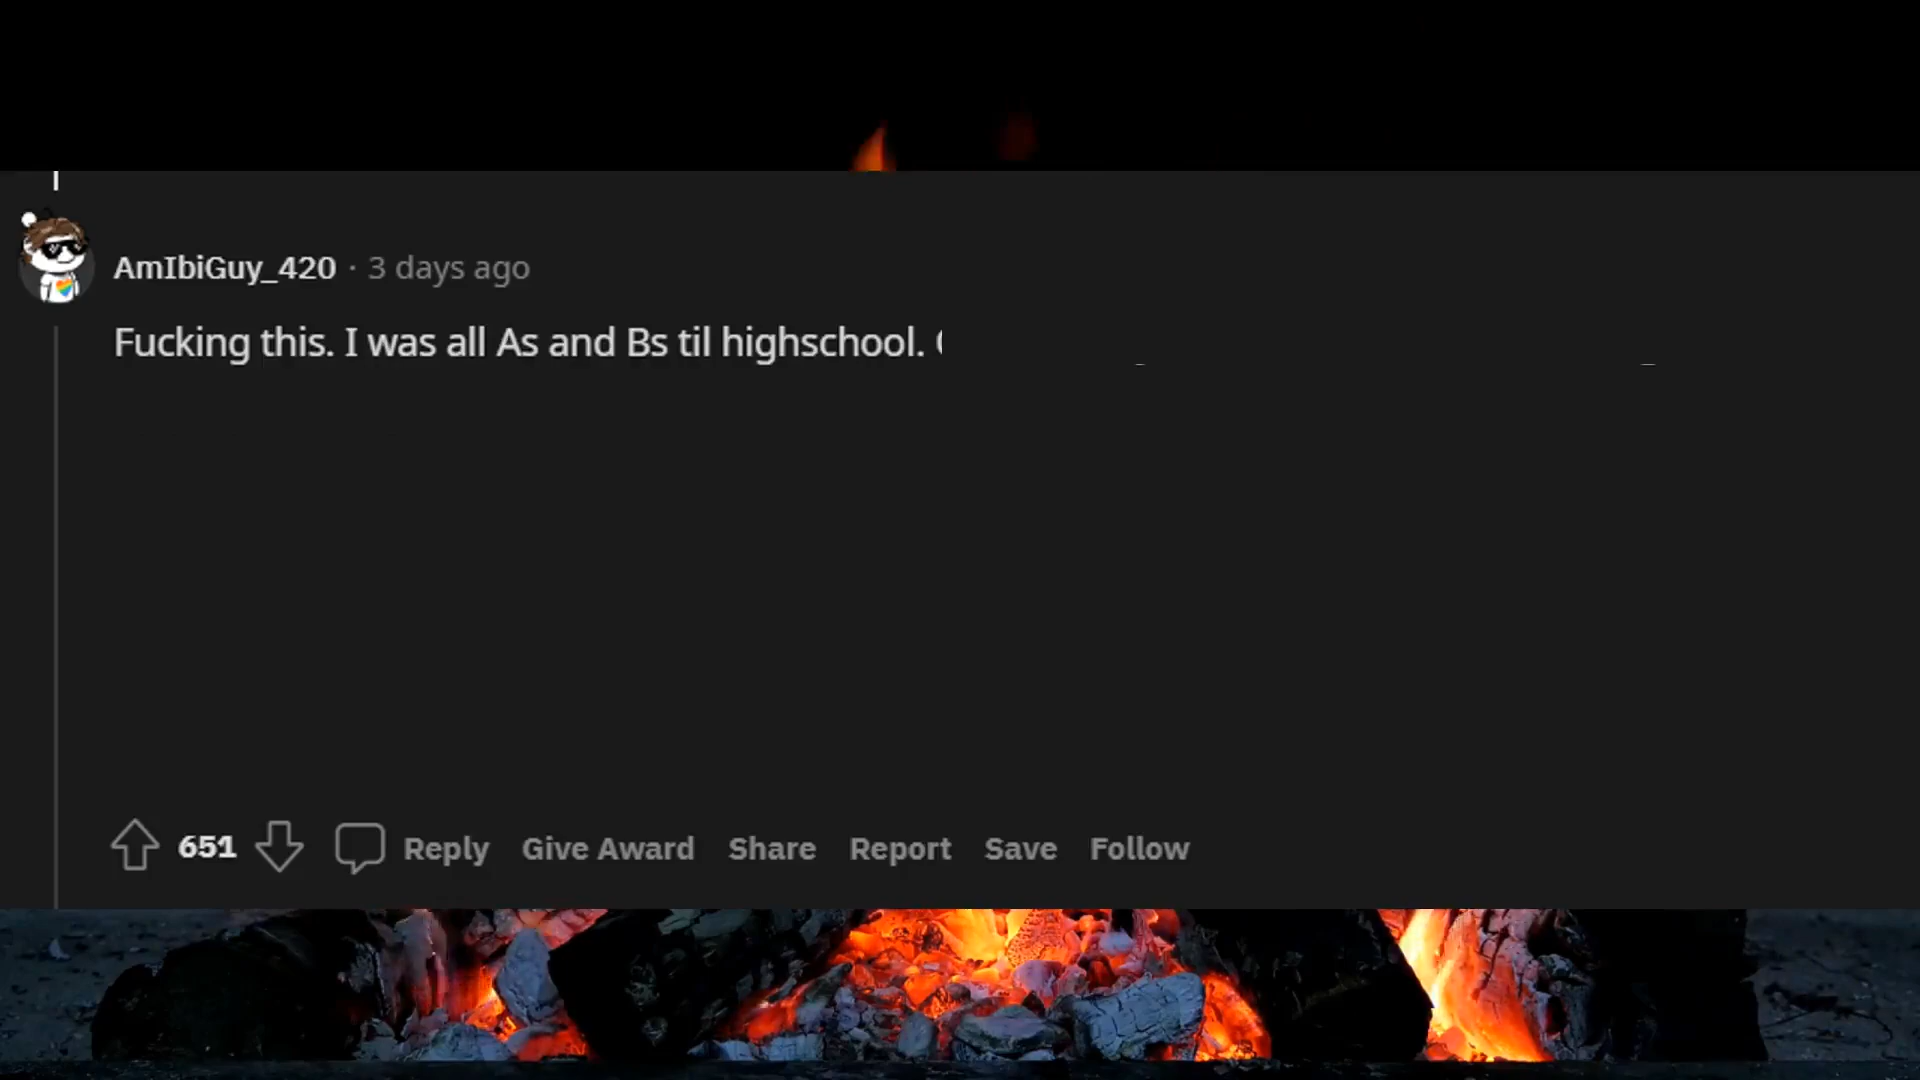 AmIbiGuy_420 · 3 days ago
Fucking this. I was all As and Bs til highschool.
651 Reply Give Award Share Report Save Follow